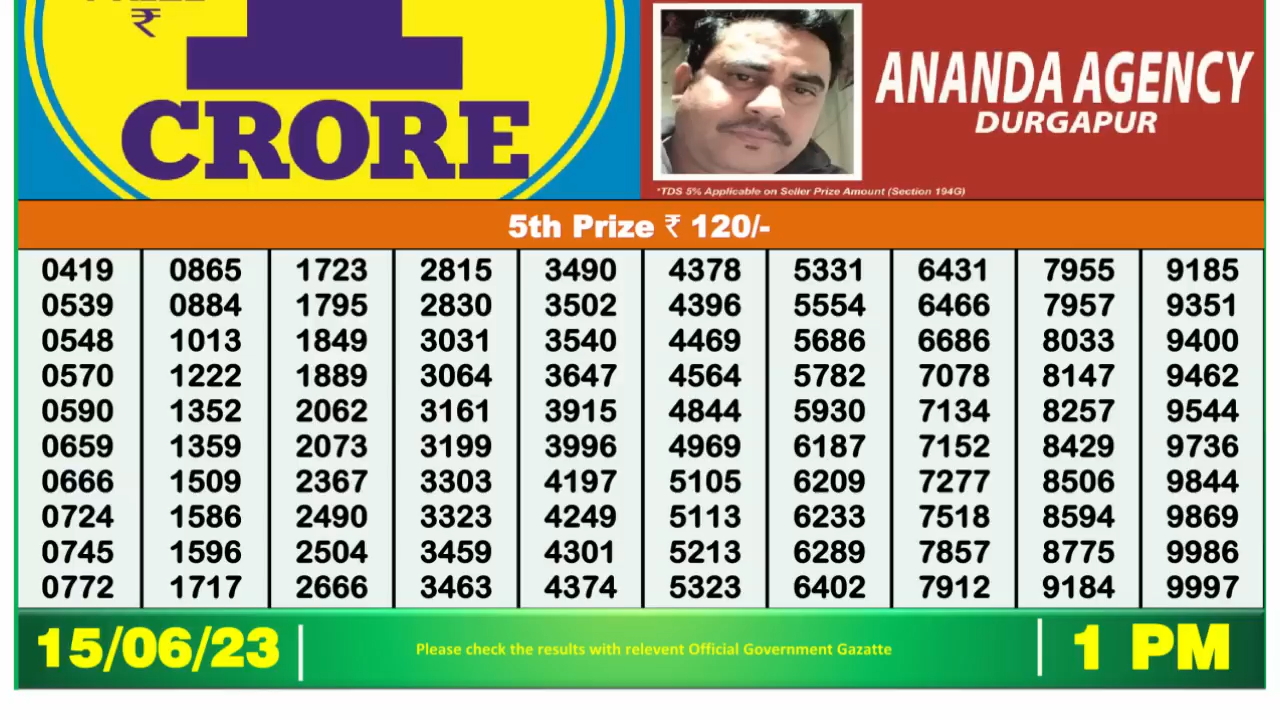 ₹
1
CRORE
ANANDA AGENCY
DURGAPUR
*TDS 5% Applicable on Seller Prize Amount (Section 194G)
5th Prize ₹ 120/-
0419 0865 1723 2815 3490 4378 5331 6431 7955 9185
0539 0884 1795 2830 3502 4396 5554 6466 7957 9351
0548 1013 1849 3031 3540 4469 5686 6686 8033 9400
0570 1222 1889 3064 3647 4564 5782 7078 8147 9462
0590 1352 2062 3161 3915 4844 5930 7134 8257 9544
0659 1359 2073 3199 3996 4969 6187 7152 8429 9736
0666 1509 2367 3303 4197 5105 6209 7277 8506 9844
0724 1586 2490 3323 4249 5113 6233 7518 8594 9869
0745 1596 2504 3459 4301 5213 6289 7857 8775 9986
0772 1717 2666 3463 4374 5323 6402 7912 9184 9997
15/06/23
Please check the results with relevent Official Government Gazatte
1 PM